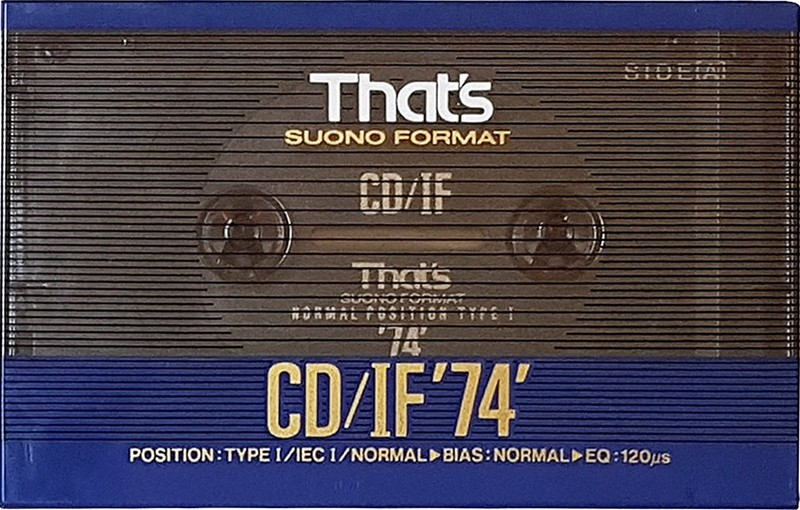 SIDE[A]
That's
SUONO FORMAT
CD/IF
That's
SUONO FORMAT
NORMAL POSITION TYPE I
'74'
CD/IF'74'
POSITION:TYPE I/IEC I/NORMAL▶BIAS:NORMAL▶EQ:120μs